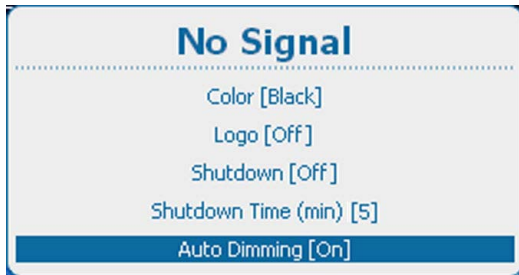 No Signal
Color [Black]
Logo [Off]
Shutdown [Off]
Shutdown Time (min) [5]
Auto Dimming [On]